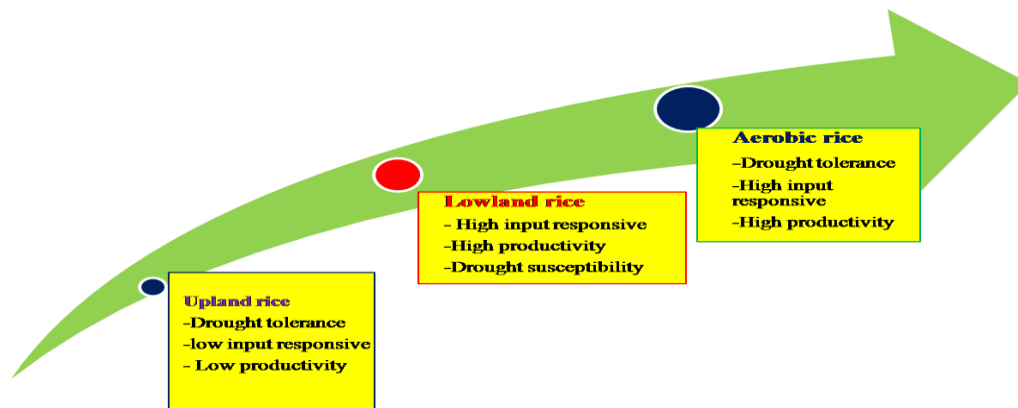 Aerobic rice
-Drought tolerance
-High input
responsive
-High productivity
Lowland rice
- High input responsive
-High productivity
-Drought susceptibility
Upland rice
-Drought tolerance
-low input responsive
- Low productivity